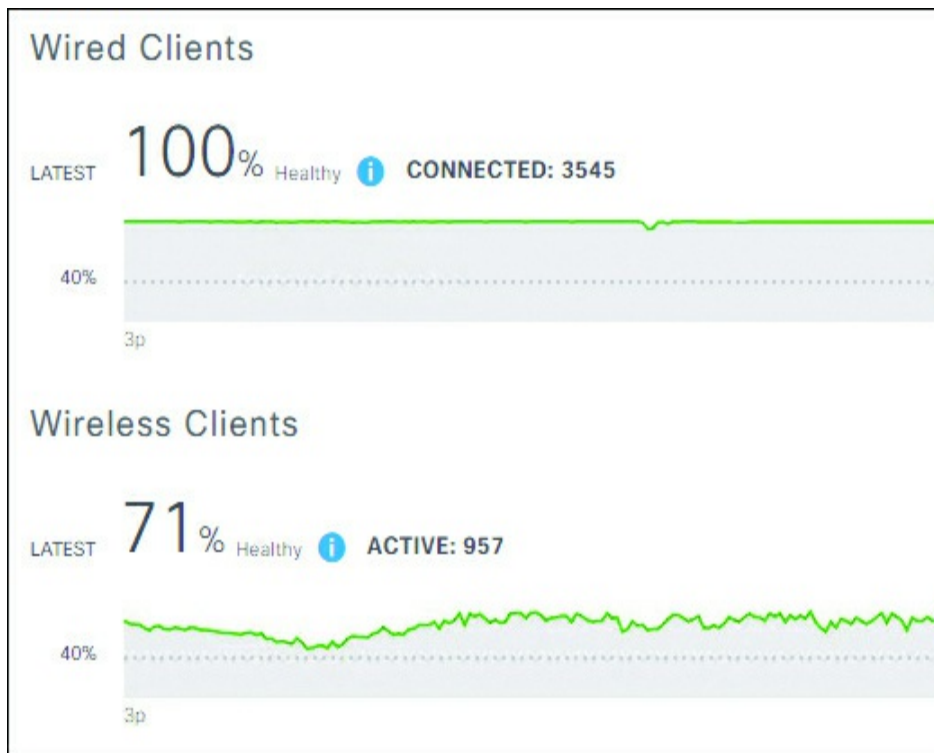 Wired Clients
LATEST 100% Healthy i CONNECTED: 3545
40%
3p
Wireless Clients
LATEST 71% Healthy i ACTIVE: 957
40%
3p